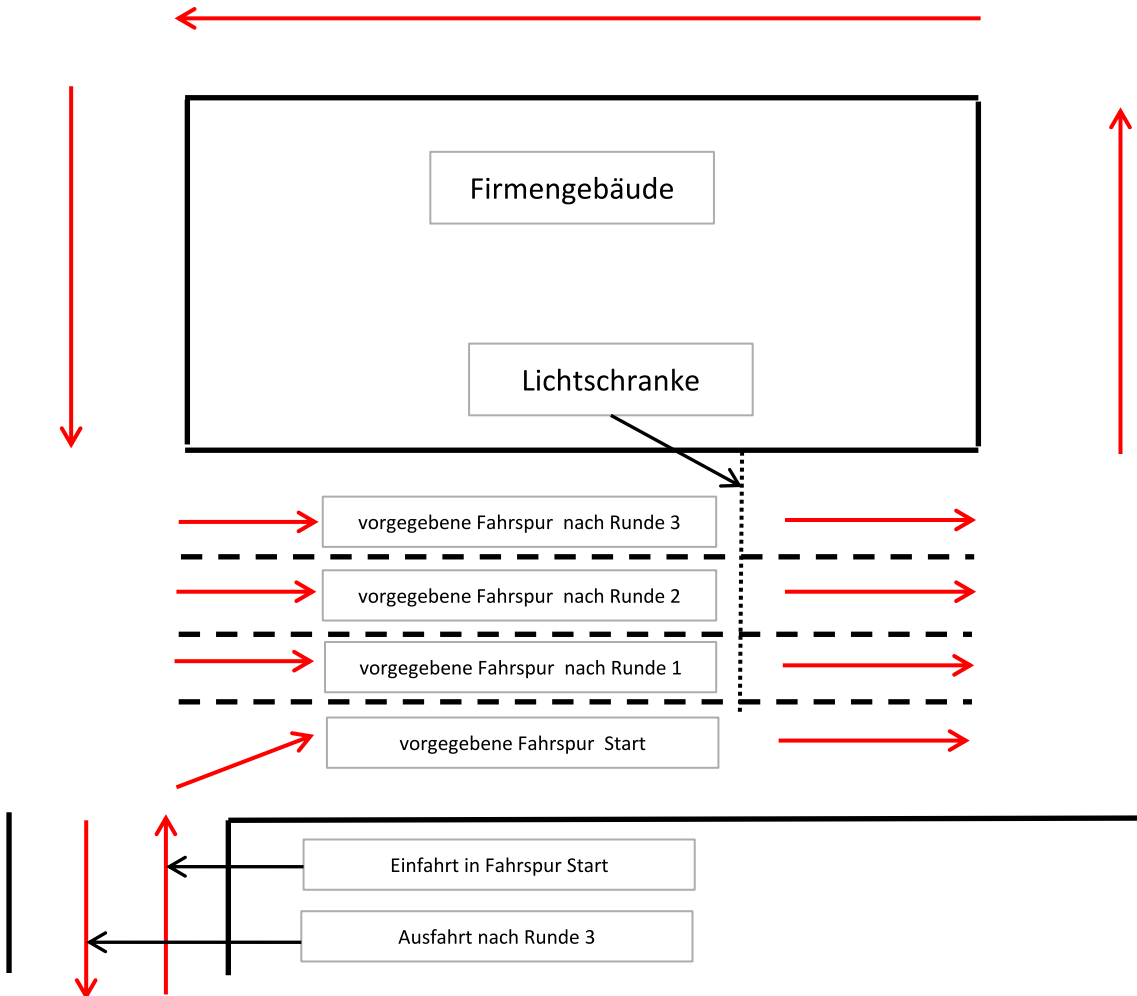 Firmengebäude
Lichtschranke
vorgegebene Fahrspur nach Runde 3
vorgegebene Fahrspur nach Runde 2
vorgegebene Fahrspur nach Runde 1
vorgegebene Fahrspur Start
Einfahrt in Fahrspur Start
Ausfahrt nach Runde 3